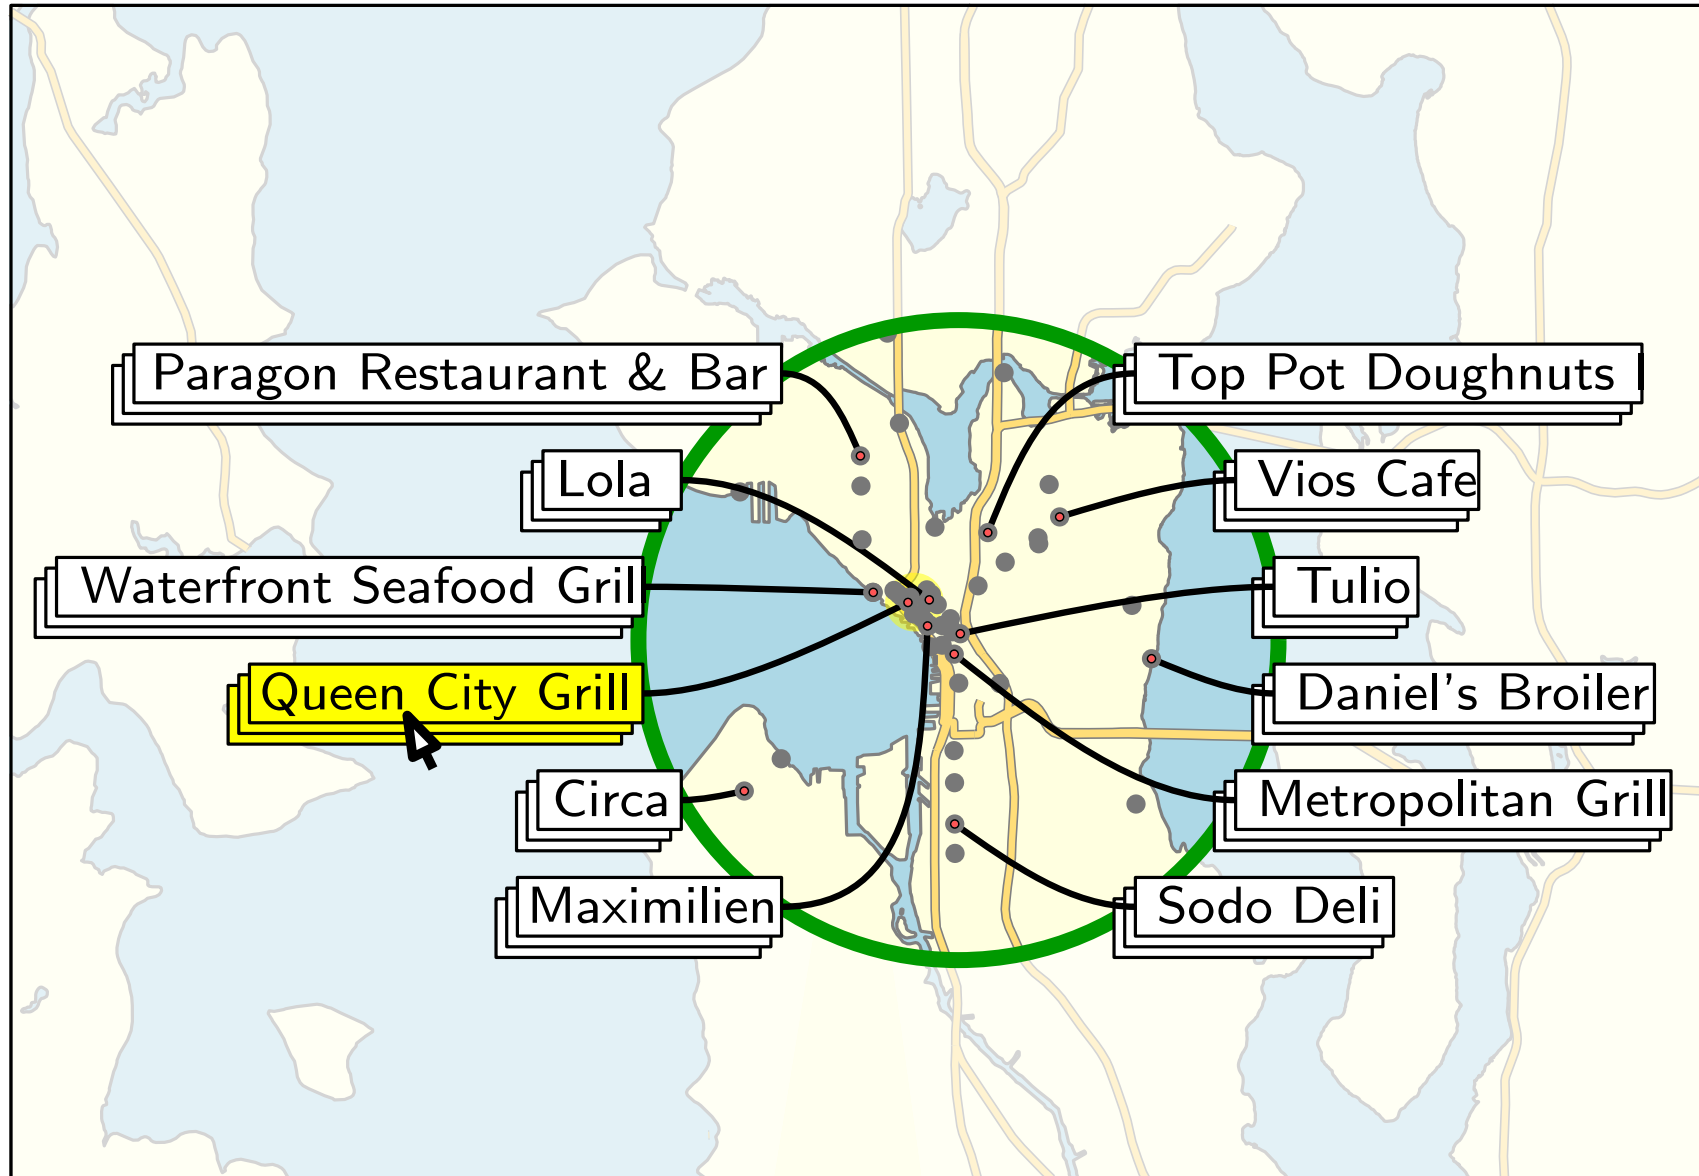 Paragon Restaurant & Bar
Top Pot Doughnuts
Lola
Vios Cafe
Waterfront Seafood Gril
Tulio
Queen City Grill
Daniel's Broiler
Circa
Metropolitan Grill
Maximilien
Sodo Deli